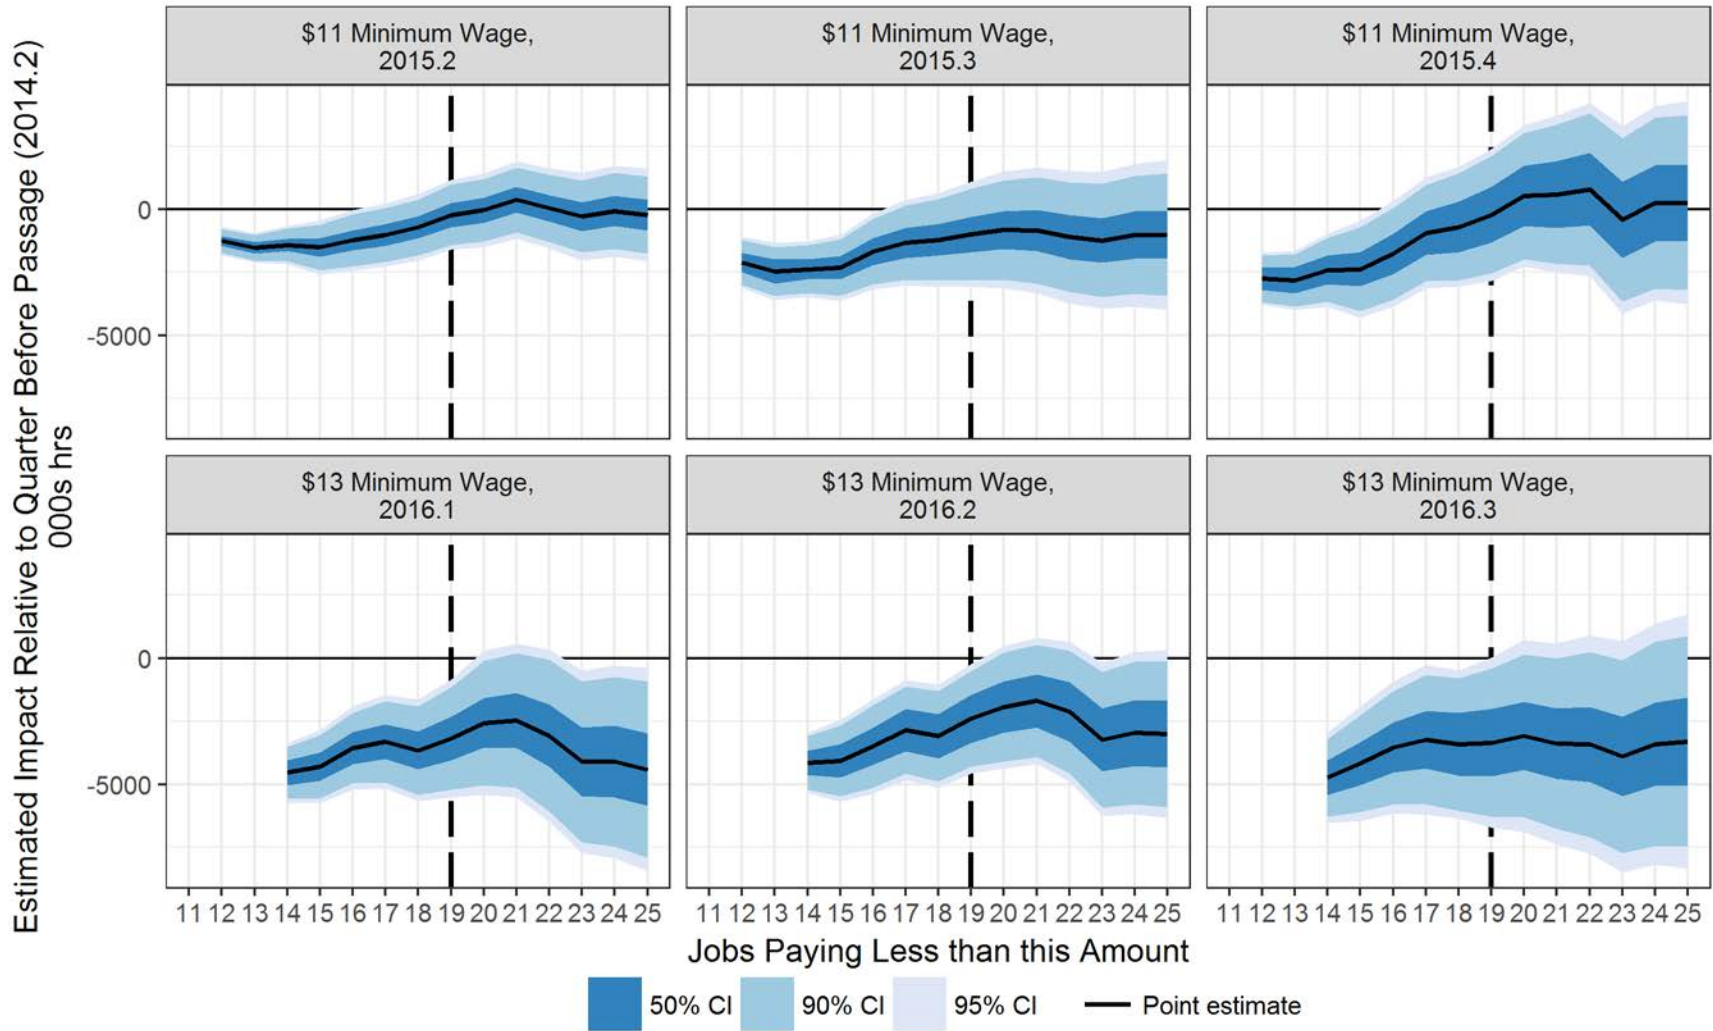 Estimated Impact Relative to Quarter Before Passage (2014.2)
000s hrs
$11 Minimum Wage,
2015.2
$11 Minimum Wage,
2015.3
$11 Minimum Wage,
2015.4
0
-5000
$13 Minimum Wage,
2016.1
$13 Minimum Wage,
2016.2
$13 Minimum Wage,
2016.3
0
-5000
11 12 13 14 15 16 17 18 19 20 21 22 23 24 25
11 12 13 14 15 16 17 18 19 20 21 22 23 24 25
11 12 13 14 15 16 17 18 19 20 21 22 23 24 25
Jobs Paying Less than this Amount
50% CI 90% CI 95% CI Point estimate